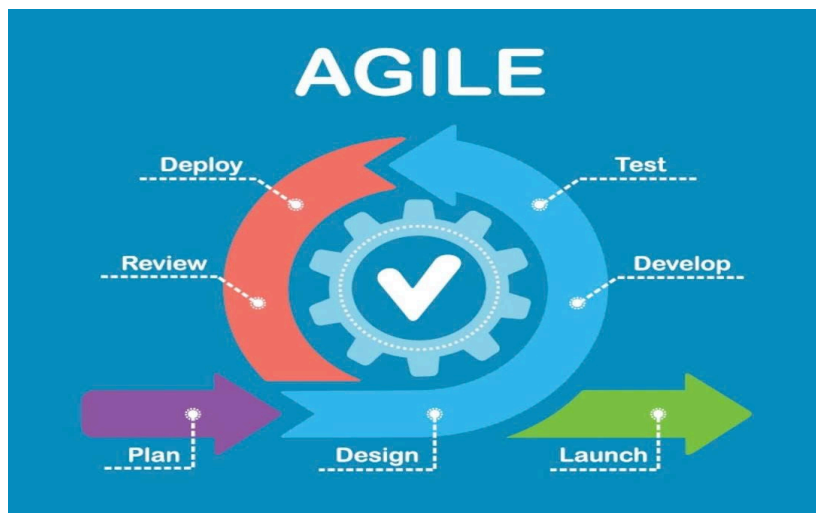 AGILE
Deploy
Test
Review
Develop
Plan
Design
Launch